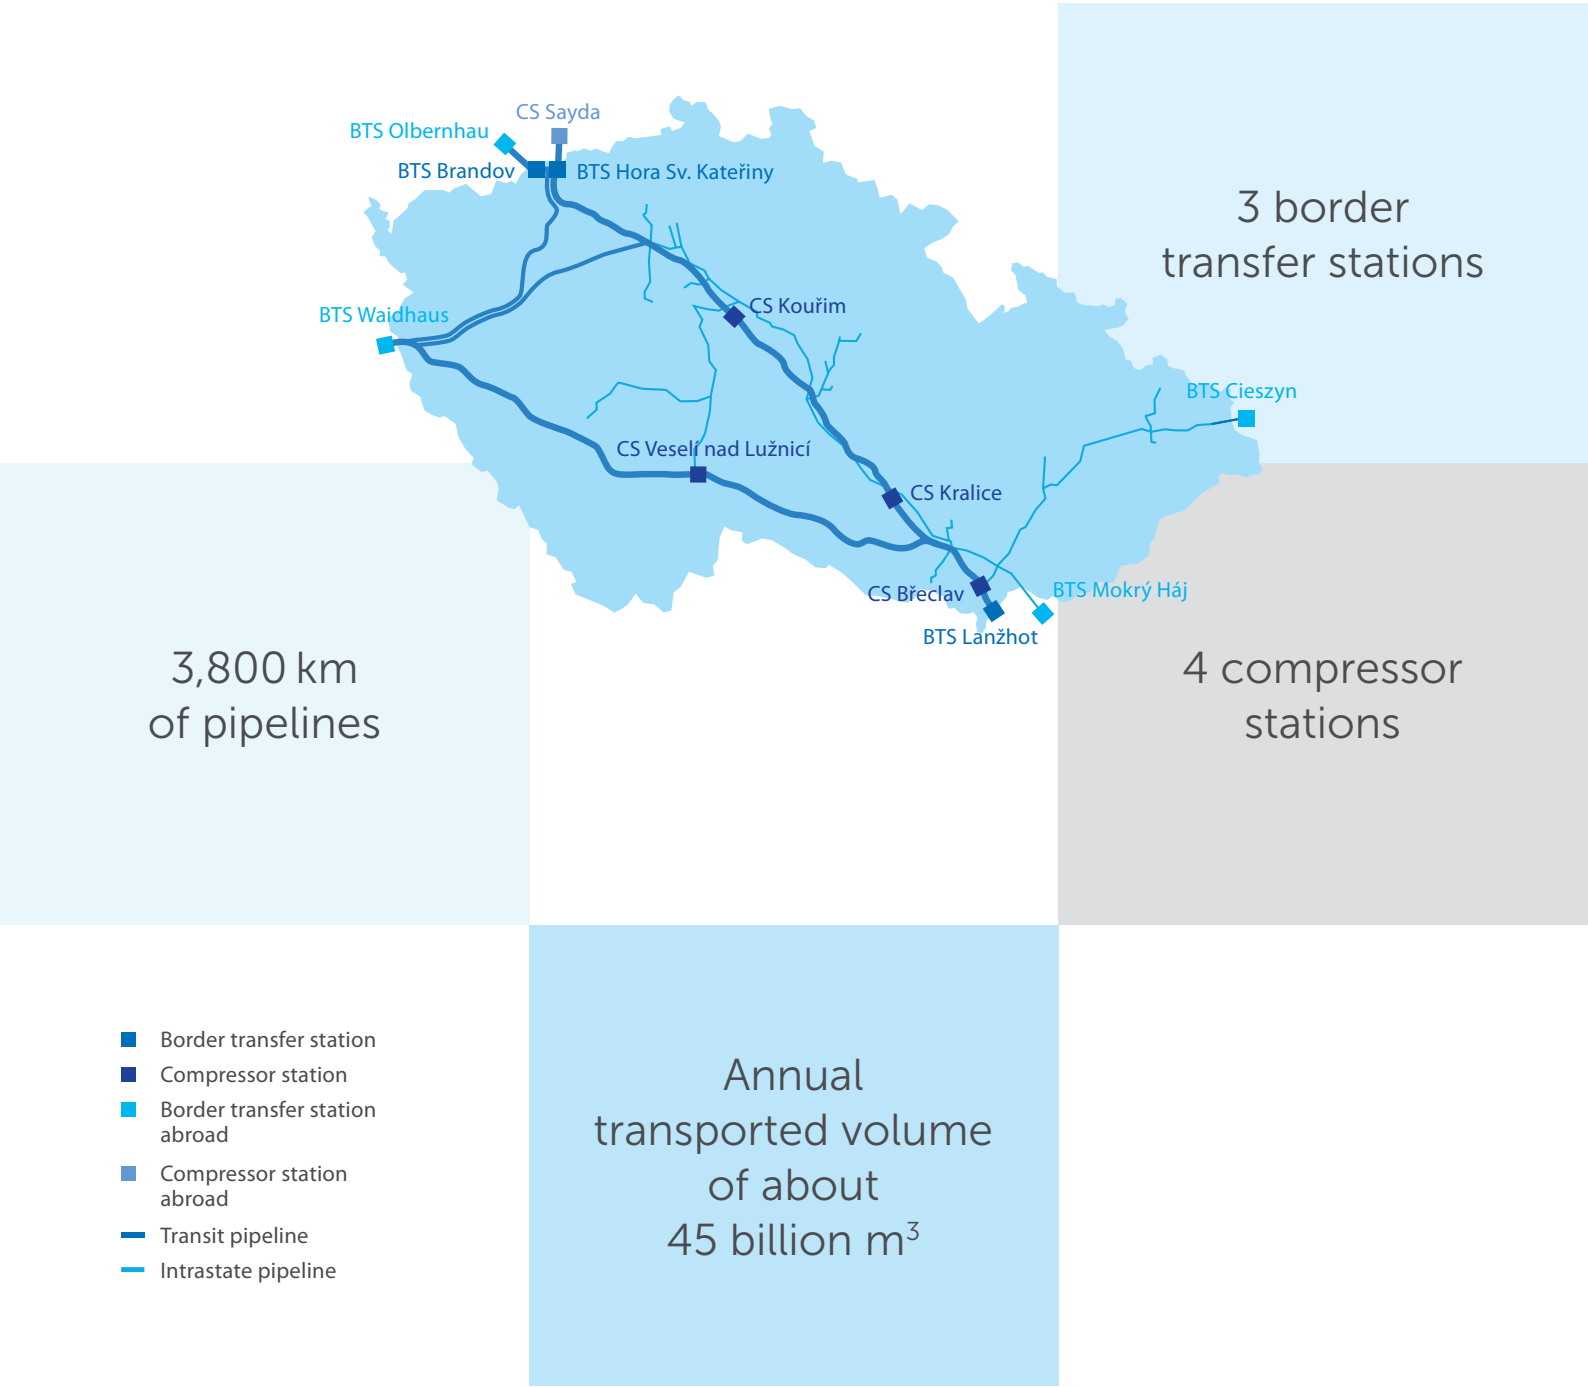 CS Sayda
BTS Olbernhau
BTS Brandov
BTS Hora Sv. Kateřiny
3 border
transfer stations
CS Kouřim
BTS Waidhaus
BTS Cieszyn
CS Veselí nad Lužnicí
CS Kralice
CS Břeclav
BTS Mokrý Háj
BTS Lanžhot
3,800 km
of pipelines
4 compressor
stations
Border transfer station
Compressor station
Border transfer station
abroad
Compressor station
abroad
Transit pipeline
Intrastate pipeline
Annual
transported volume
of about
45 billion m³